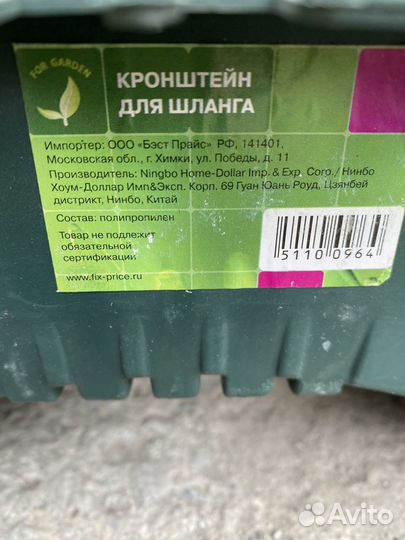 FOR GARDEN
КРОНШТЕЙН
ДЛЯ ШЛАНГА
Импортер: ООО «Бэст Прайс» РФ, 141401,
Московская обл., г. Химки, ул. Победы, д. 11
Производитель: Ningbo Home-Dollar Imp.& Exp. Corp./ Нинбо
Хоум-Доллар Имп&Эксп. Корп. 69 Гуан Юань Роуд, Цзянбей
дистрикт, Нинбо, Китай
Состав: полипропилен
Товар не подлежит
обязательной
сертификации
www.fix-price.ru
5110 0964
Avito